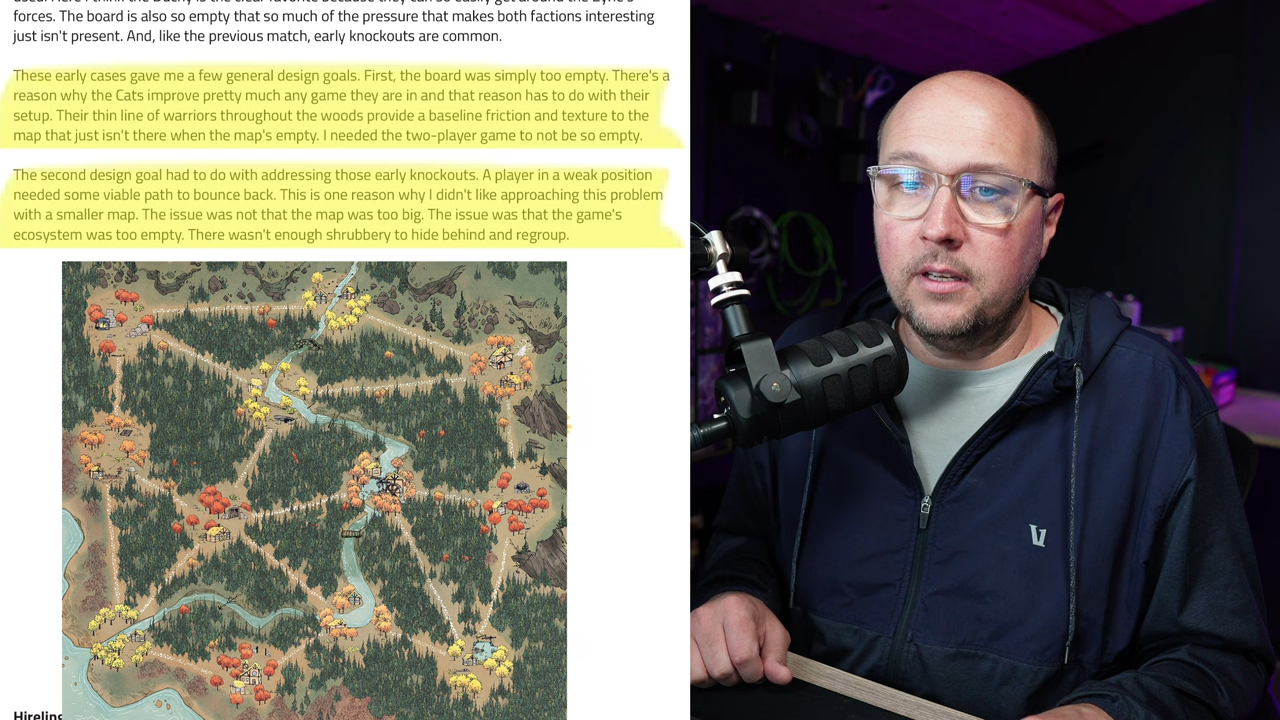 forces. The board is also so empty that so much of the pressure that makes both factions interesting
just isn't present. And, like the previous match, early knockouts are common.
These early cases gave me a few general design goals. First, the board was simply too empty. There's a
reason why the Cats improve pretty much any game they are in and that reason has to do with their
setup. Their thin line of warriors throughout the woods provide a baseline friction and texture to the
map that just isn't there when the map's empty. I needed the two-player game to not be so empty.
The second design goal had to do with addressing those early knockouts. A player in a weak position
needed some viable path to bounce back. This is one reason why I didn't like approaching this problem
with a smaller map. The issue was not that the map was too big. The issue was that the game's
ecosystem was too empty. There wasn't enough shrubbery to hide behind and regroup.